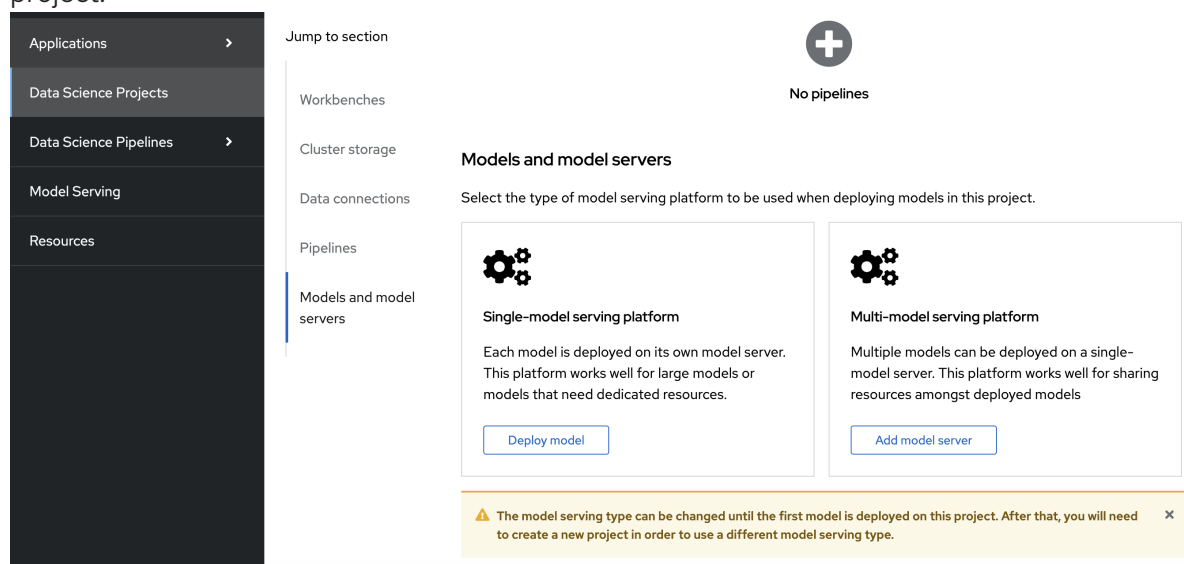 project.
Applications
Data Science Projects
Data Science Pipelines
Model Serving
Resources
Jump to section
Workbenches
Cluster storage
Data connections
Pipelines
Models and model
servers
No pipelines
Models and model servers
Select the type of model serving platform to be used when deploying models in this project.
Single-model serving platform
Each model is deployed on its own model server.
This platform works well for large models or
models that need dedicated resources.
Deploy model
Multi-model serving platform
Multiple models can be deployed on a single-
model server. This platform works well for sharing
resources amongst deployed models
Add model server
The model serving type can be changed until the first model is deployed on this project. After that, you will need
to create a new project in order to use a different model serving type.